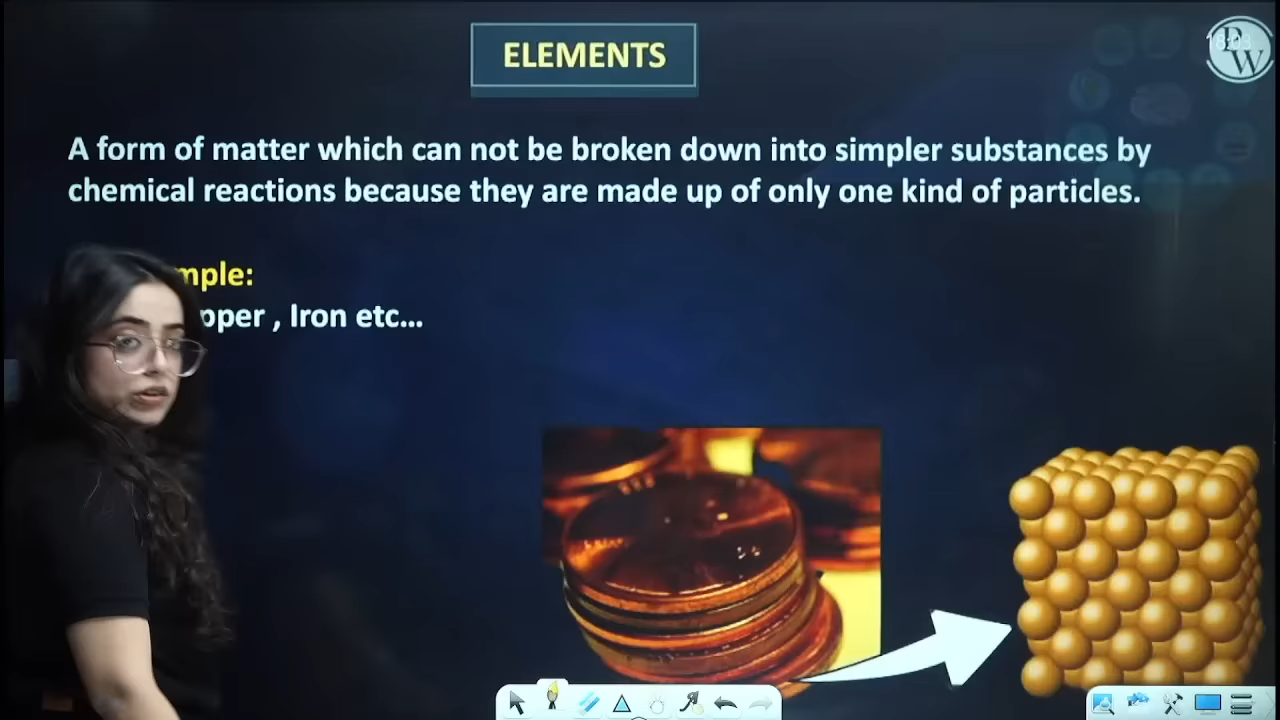 ELEMENTS
PW
A form of matter which can not be broken down into simpler substances by
chemical reactions because they are made up of only one kind of particles.
mple:
pper , Iron etc...